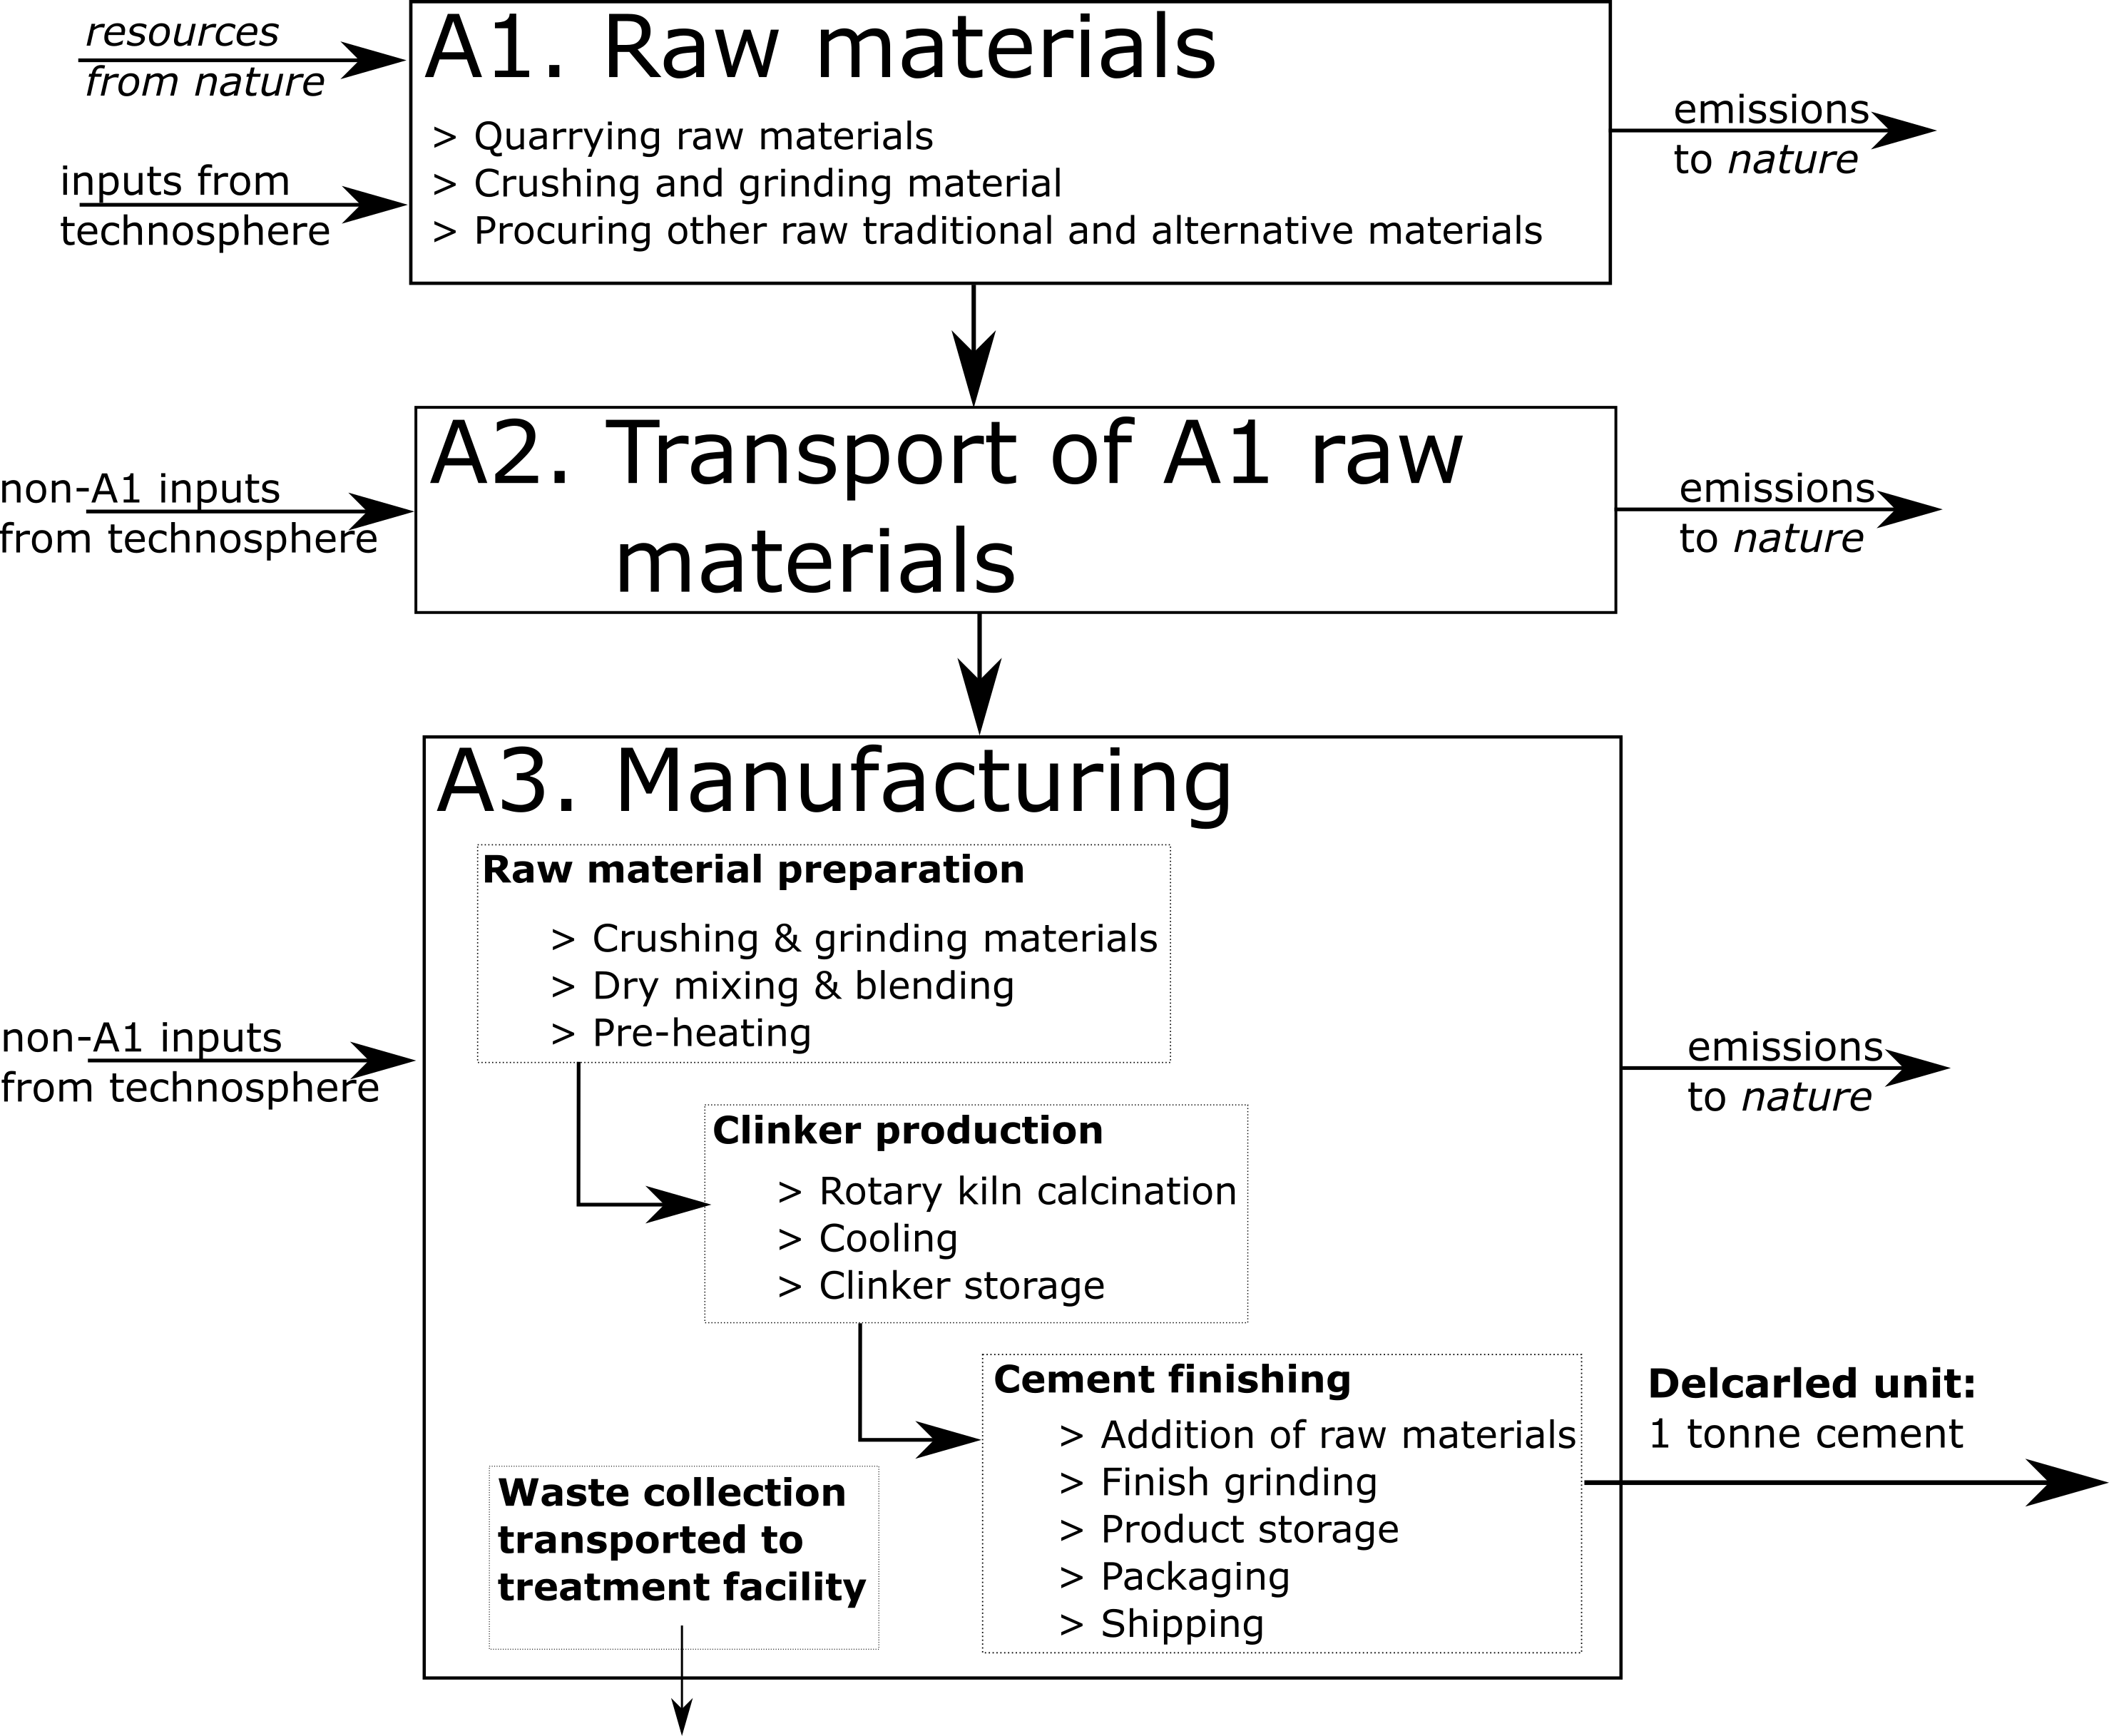 resources
from nature
inputs from
technosphere
A1. Raw materials
> Quarrying raw materials
> Crushing and grinding material
> Procuring other raw traditional and alternative materials
emissions
to nature
non-A1 inputs
from technosphere
A2. Transport of A1 raw
materials
emissions
to nature
non-A1 inputs
from technosphere
A3. Manufacturing
Raw material preparation
> Crushing & grinding materials
> Dry mixing & blending
> Pre-heating
Clinker production
> Rotary kiln calcination
> Cooling
> Clinker storage
Cement finishing
> Addition of raw materials
> Finish grinding
> Product storage
> Packaging
> Shipping
Waste collection
transported to
treatment facility
emissions
to nature
Delcarled unit:
1 tonne cement